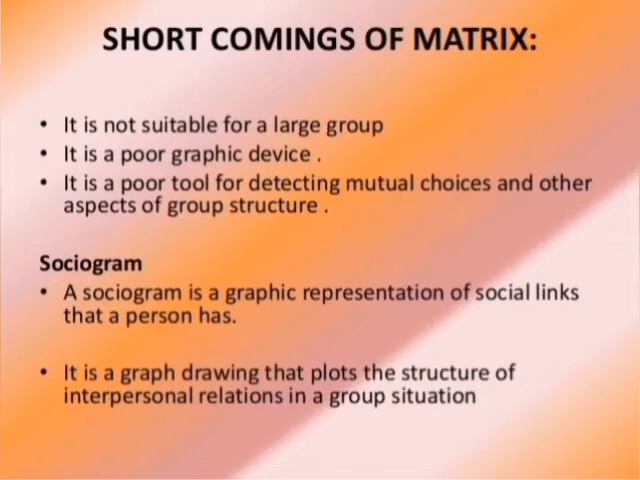 SHORT COMINGS OF MATRIX:
• It is not suitable for a large group
• It is a poor graphic device .
• It is a poor tool for detecting mutual choices and other
aspects of group structure .
Sociogram
• A sociogram is a graphic representation of social links
that a person has.
• It is a graph drawing that plots the structure of
interpersonal relations in a group situation